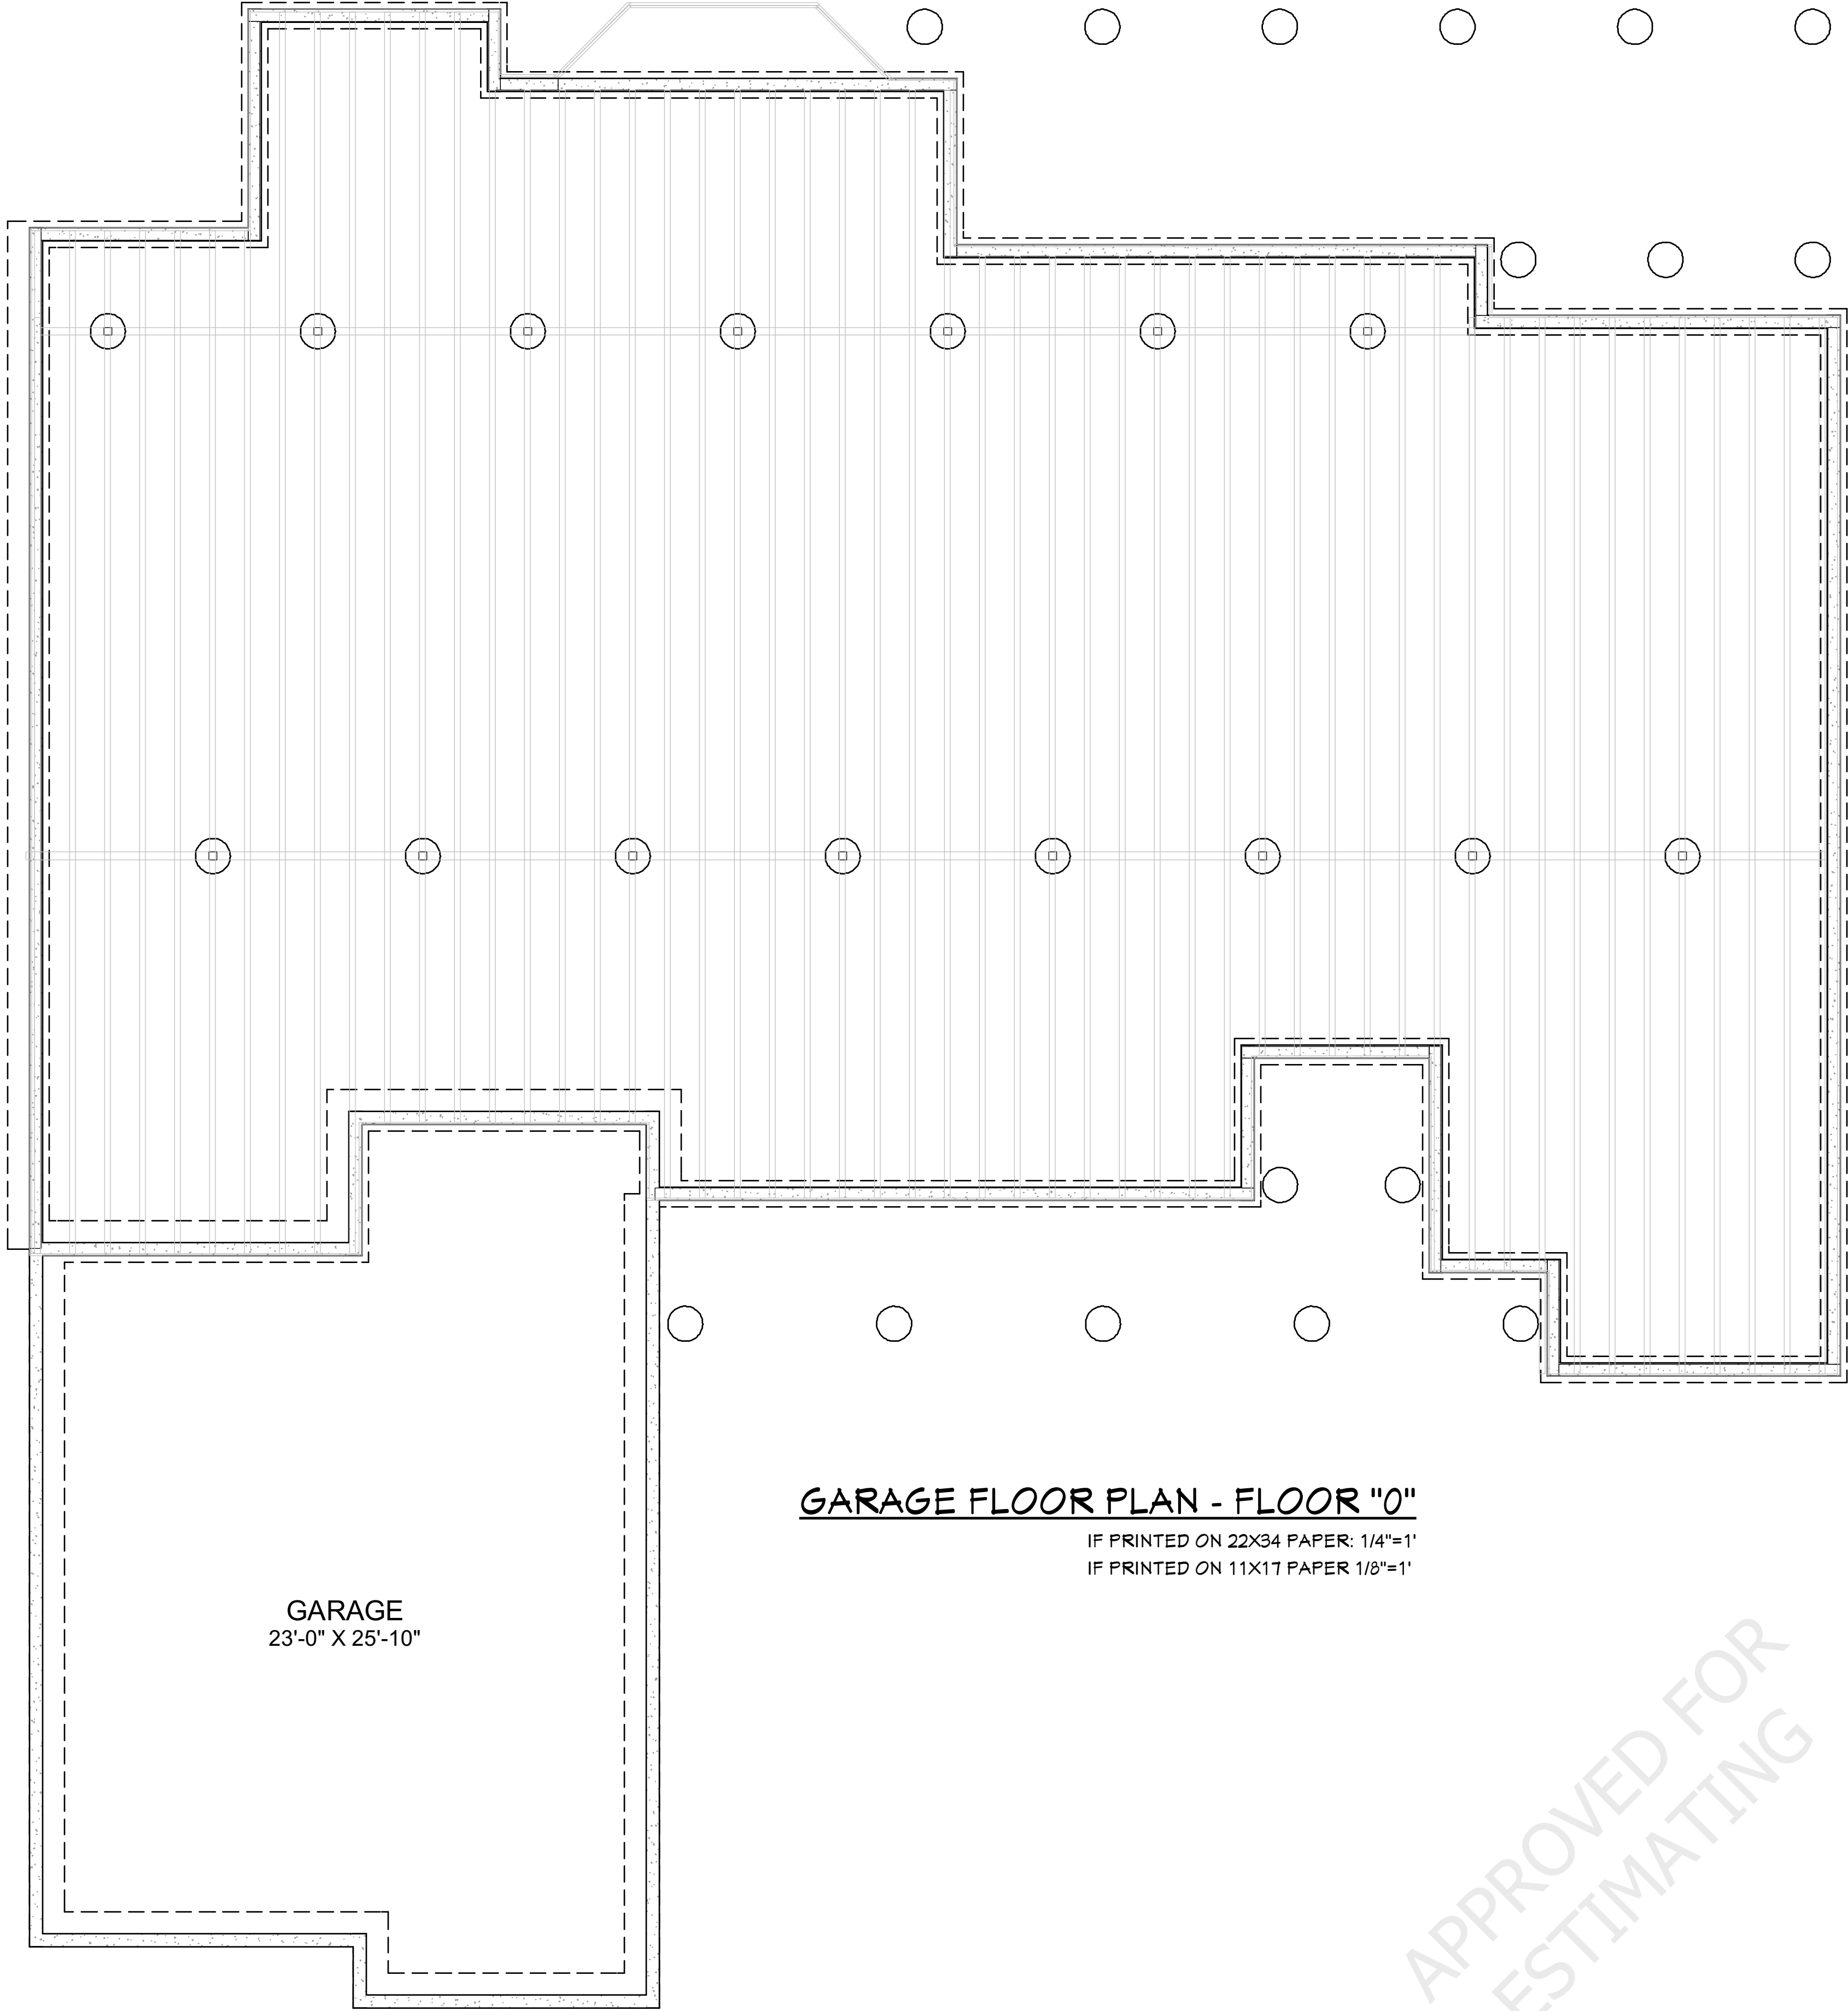 GARAGE FLOOR PLAN - FLOOR "0"
IF PRINTED ON 22X34 PAPER: 1/4"=1'
IF PRINTED ON 11X17 PAPER 1/8"=1'
GARAGE
23'-0" X 25'-10"
APPROVED FOR
ESTIMATING